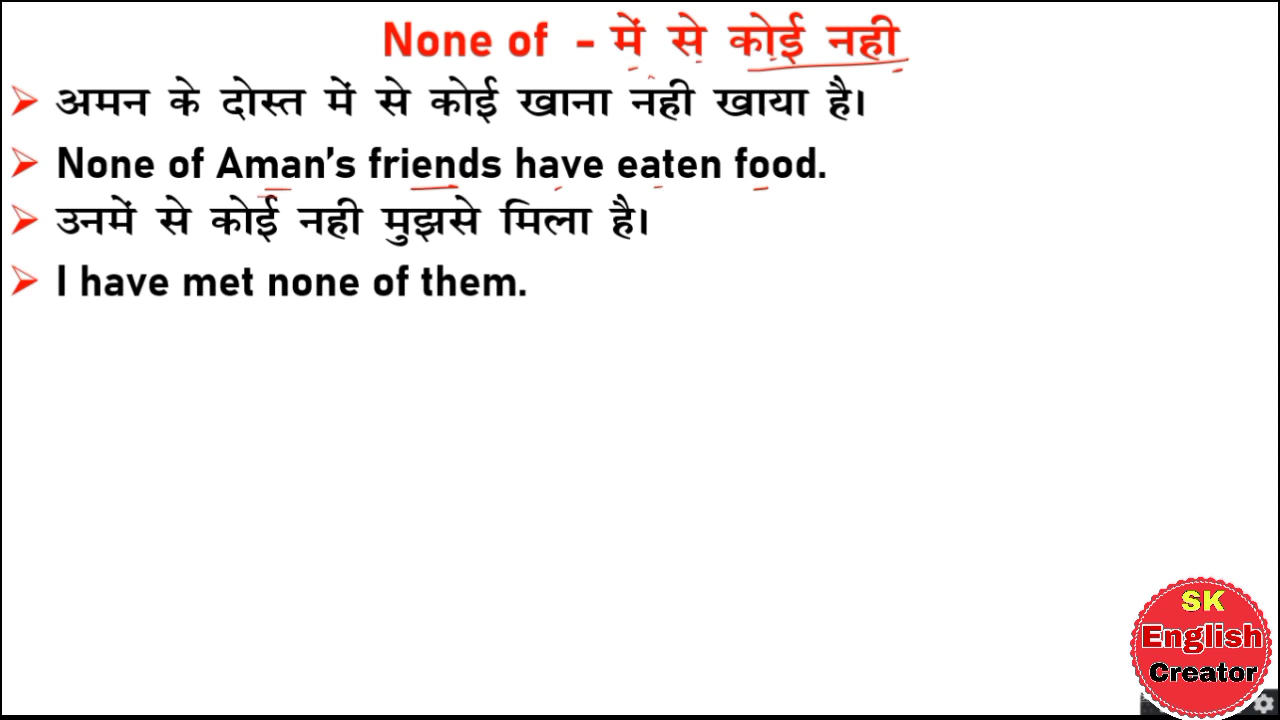 None of - में से कोई नही
अमन के दोस्त में से कोई खाना नही खाया है।
None of Aman's friends have eaten food.
उनमें से कोई नही मुझसे मिला है।
I have met none of them.
SK
English
Creator